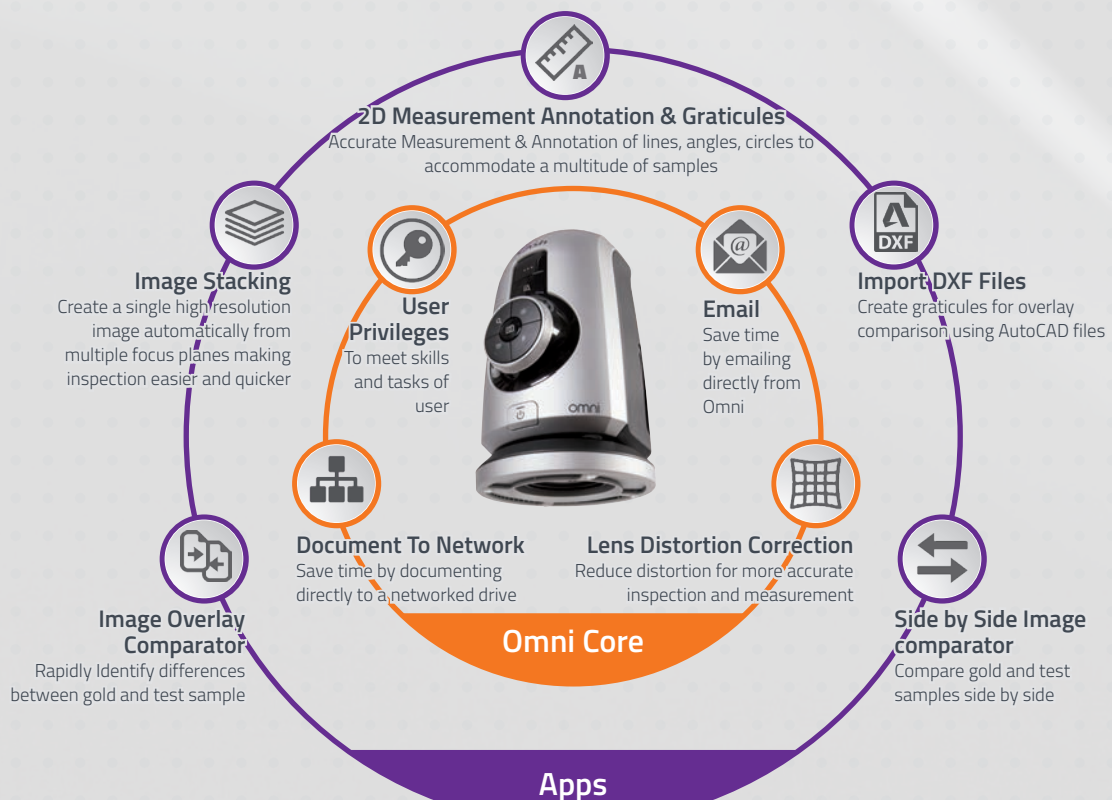 A
2D Measurement Annotation & Graticules
Accurate Measurement & Annotation of lines, angles, circles to
accommodate a multitude of samples
Image Stacking
Create a single high resolution
image automatically from
multiple focus planes making
inspection easier and quicker
User
Privileges
To meet skills
and tasks of
user
omni
@
Email
Save time
by emailing
directly from
Omni
A
DXF
Import DXF Files
Create graticules for overlay
comparison using AutoCAD files
Document To Network
Save time by documenting
directly to a networked drive
Lens Distortion Correction
Reduce distortion for more accurate
inspection and measurement
Image Overlay
Comparator
Rapidly Identify differences
between gold and test sample
Side by Side Image
comparator
Compare gold and test
samples side by side
Omni Core
Apps